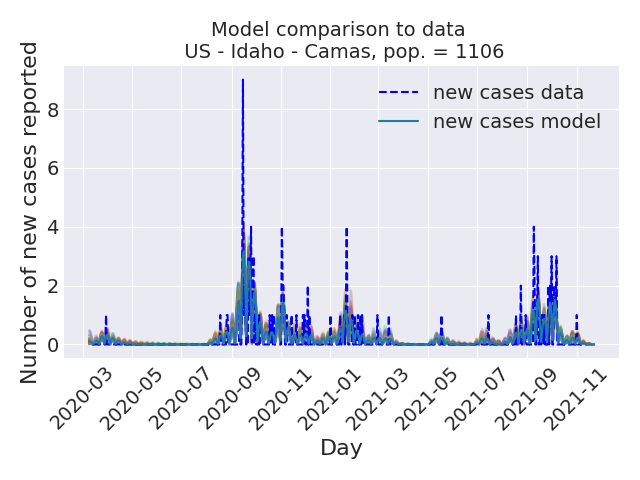 Model comparison to data
US - Idaho - Camas, pop. = 1106
Number of new cases reported
8
6
4
2
0
new cases data
new cases model
2020-03
2020-05
2020-07
2020-09
2020-11
2021-01
2021-03
2021-05
2021-07
2021-09
2021-11
Day